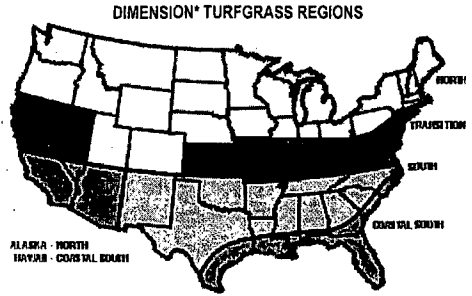 DIMENSION* TURFGRASS REGIONS
NORTH
TRANSITION
SOUTH
COASTAL SOUTH
ALASKA - NORTH
HAWAII - COASTAL SOUTH